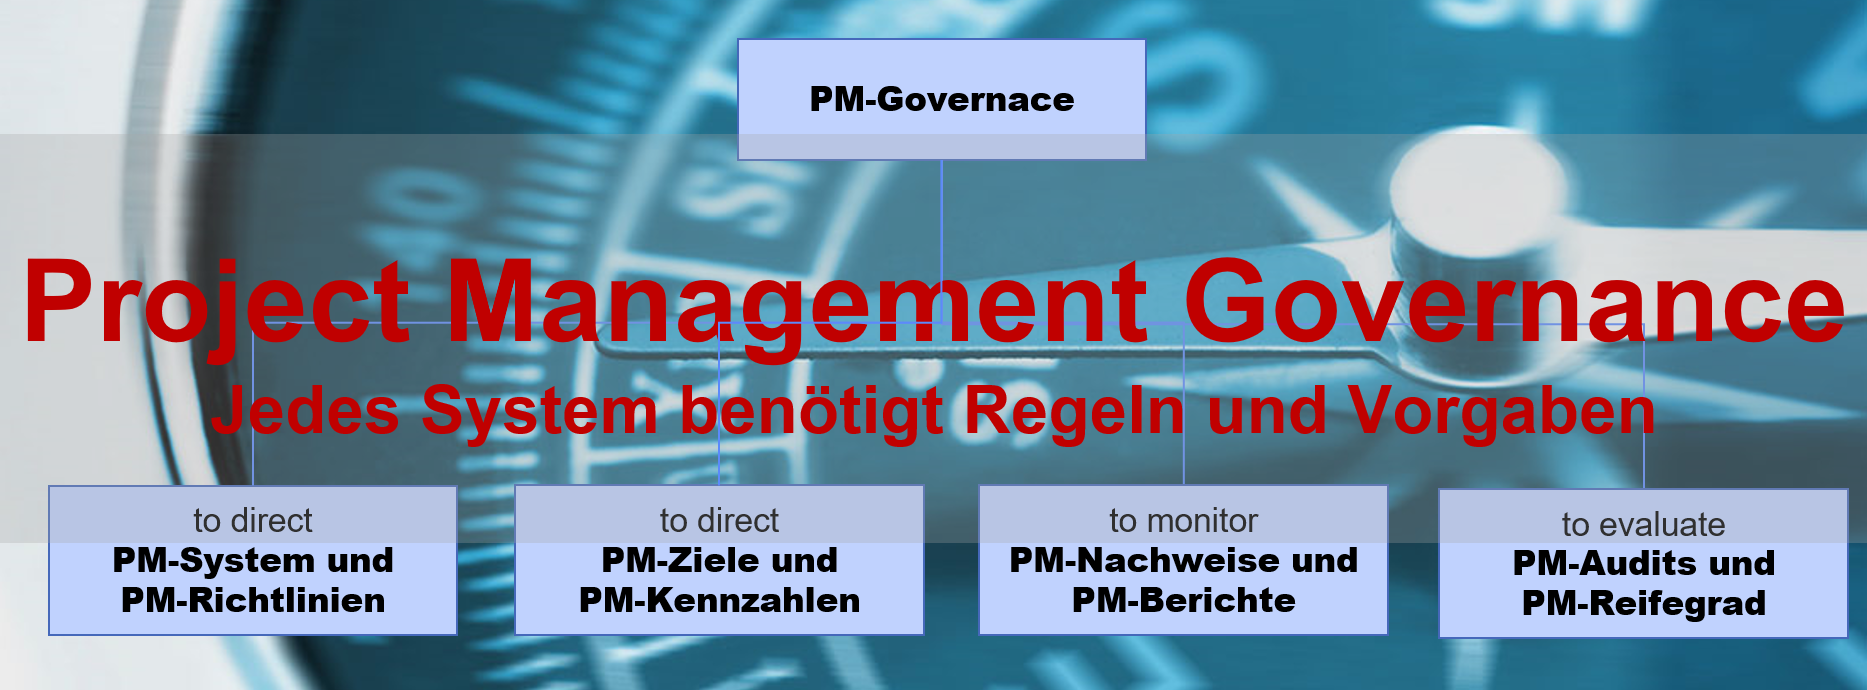 PM-Governace
Project Management Governance
Jedes System benötigt Regeln und Vorgaben
to direct
PM-System und
PM-Richtlinien
to direct
PM-Ziele und
PM-Kennzahlen
to monitor
PM-Nachweise und
PM-Berichte
to evaluate
PM-Audits und
PM-Reifegrad